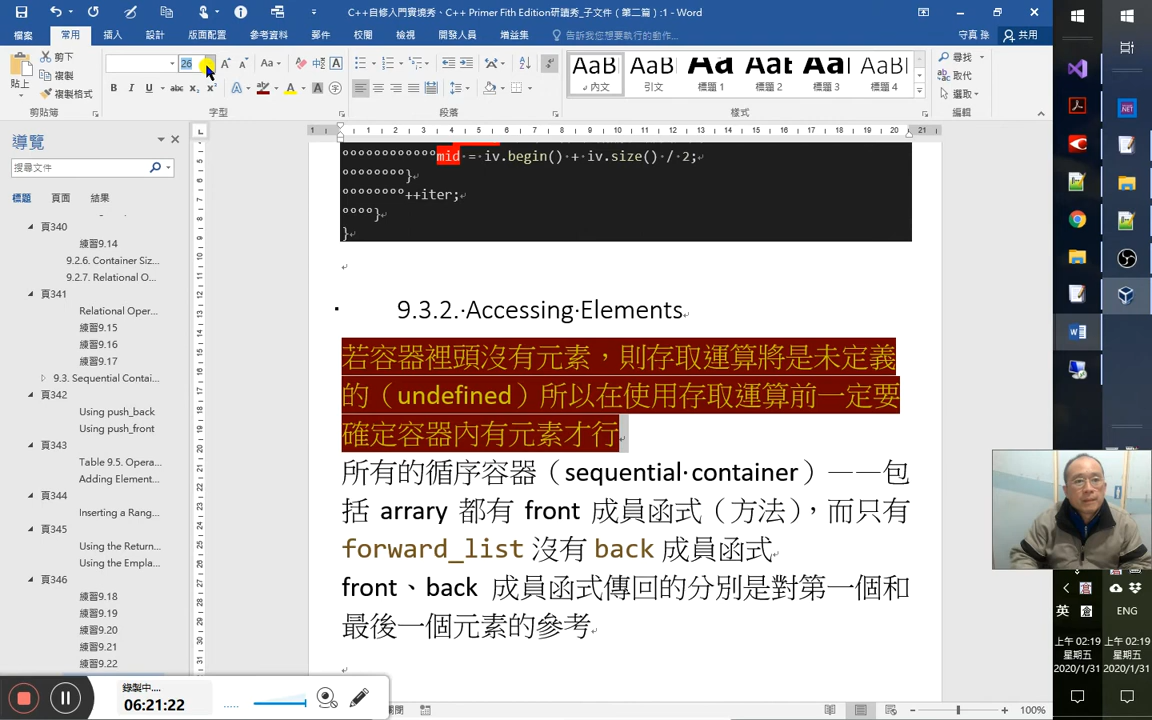 C++自修入門實境秀、C++ Primer Fith Edition研讀秀_子文件（第二篇）:1 - Word
檔案 常用 插入 設計 版面配置 參考資料 郵件 校閱 檢視 開發人員 增益集 告訴我您想要執行的動作... 守真 孫 共用
貼上 剪下 複製 複製格式
26
尋找 取代 選取
AaB AaBb Aa AaB AaB AaBb
內文 引文 標題 1 標題 2 標題 3 標題 4
剪貼簿 字型 段落 樣式 編輯
導覽
搜尋文件
標題 頁面 結果
頁340
練習9.14
9.2.6. Container Siz...
9.2.7. Relational O...
頁341
Relational Oper...
練習9.15
練習9.16
練習9.17
9.3. Sequential Contai...
頁342
Using push_back
Using push_front
頁343
Table 9.5. Opera...
Adding Element...
頁344
Inserting a Rang...
頁345
Using the Return...
Using the Empla...
頁346
練習9.18
練習9.19
練習9.20
練習9.21
練習9.22
mid = iv.begin() + iv.size() / 2;
}
++iter;
}
}
9.3.2. Accessing Elements
若容器裡頭沒有元素，則存取運算將是未定義
的（undefined）所以在使用存取運算前一定要
確定容器內有元素才行
所有的循序容器（sequential container）——包
括 arrary 都有 front 成員函式（方法），而只有
forward_list 沒有 back 成員函式
front、back 成員函式傳回的分別是對第一個和
最後一個元素的參考
錄製中...
06:21:22
100%
英 ENG
上午 02:19 上午 02:19
星期五 星期五
2020/1/31 2020/1/31